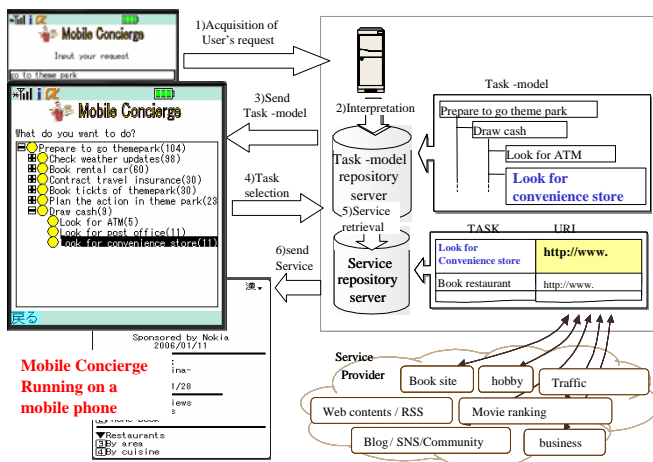 Mobile Concierge
Input your request
go to theme park
Mobile Concierge
What do you want to do?
Prepare to go themepark(104)
Check weather updates(98)
Book rental car(60)
Contract travel insurance(30)
Book tickts of themepark(30)
Plan the action in theme park(23
Draw cash(9)
Look for ATM(5)
Look for post office(11)
Look for convenience store(11)
戻る
1)Acquisition of
User's request
3)Send
Task -model
4)Task
selection
6)send
Service
2)Interpretation
Task -model
repository
server
5)Service
retrieval
Service
repository
server
Task -model
Prepare to go theme park
Draw cash
Look for ATM
Look for
convenience store
TASK
URI
Look for
Convenience store
http://www.
Book restaurant
http://www.
漢
Sponsored by Nokia
2006/01/11
ina-
1/28
iews
s
▼Restaurants
3By area
4By cuisine
Mobile Concierge
Running on a
mobile phone
Service
Provider
Book site
hobby
Traffic
Web contents / RSS
Movie ranking
Blog/ SNS/Community
business